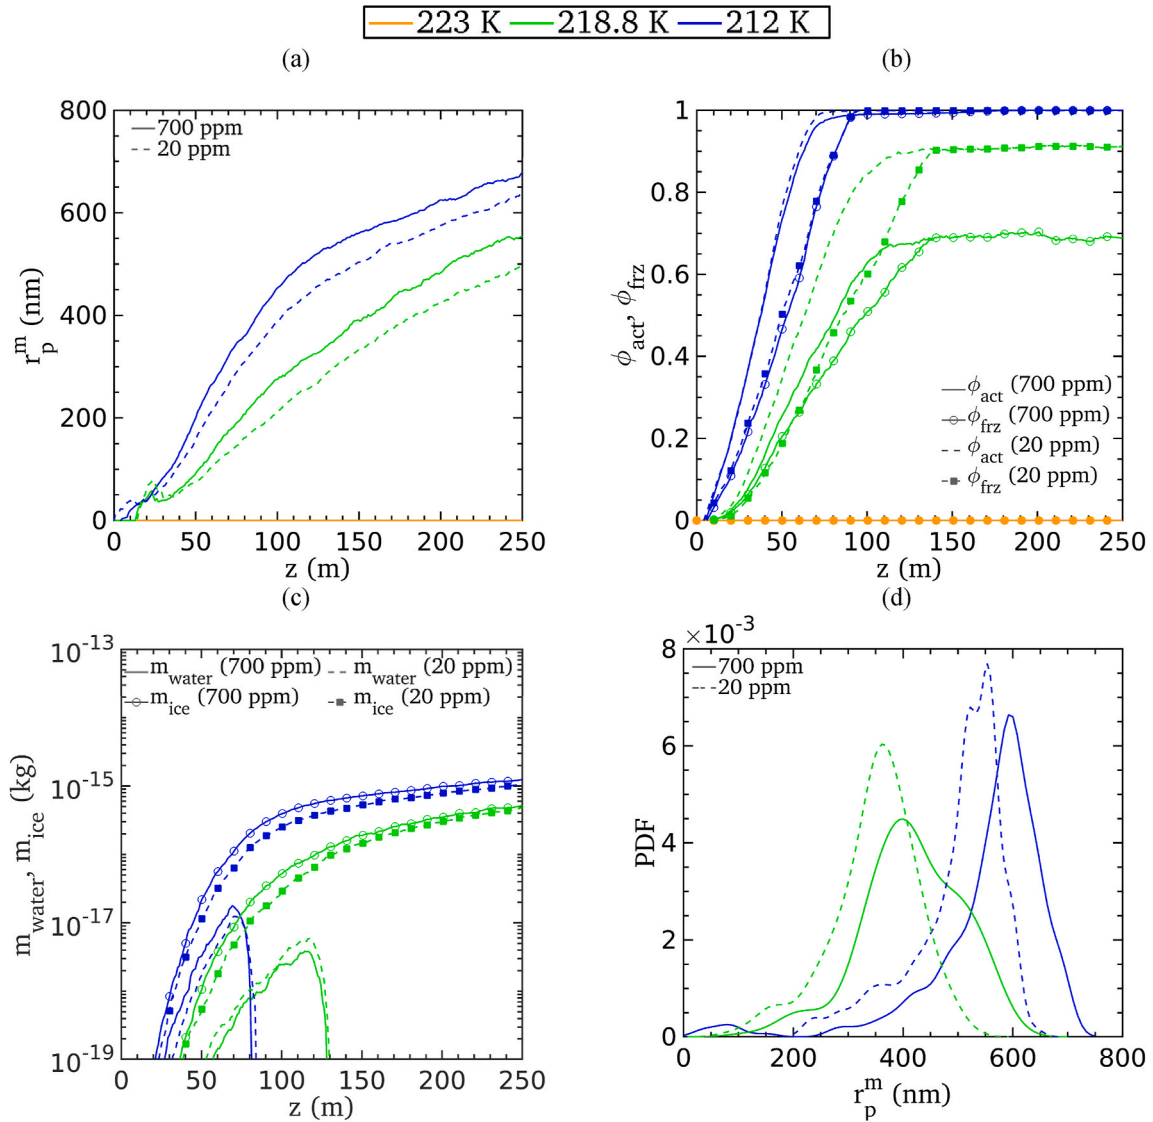 223 K 218.8 K 212 K
(a)
800
600
400
200
0
r_p^m (nm)
700 ppm
20 ppm
0 50 100 150 200 250
z (m)
(b)
1
0.8
0.6
0.4
0.2
0
ϕ_act, ϕ_frz
ϕ_act (700 ppm)
ϕ_frz (700 ppm)
ϕ_act (20 ppm)
ϕ_frz (20 ppm)
0 50 100 150 200 250
z (m)
(c)
10^-13
10^-15
10^-17
10^-19
m_water, m_ice (kg)
m_water (700 ppm) m_water (20 ppm)
m_ice (700 ppm) m_ice (20 ppm)
0 50 100 150 200 250
z (m)
(d)
×10^-3
8
6
4
2
0
PDF
700 ppm
20 ppm
0 200 400 600 800
r_p^m (nm)